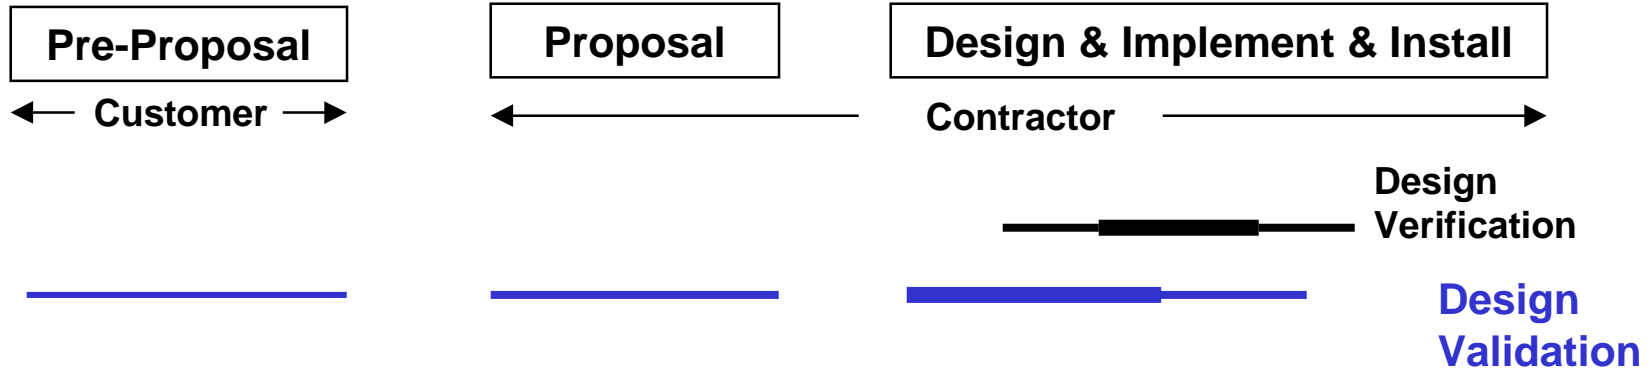 Pre-Proposal
Proposal
Design & Implement & Install
Customer
Contractor
Design
Verification
Design
Validation